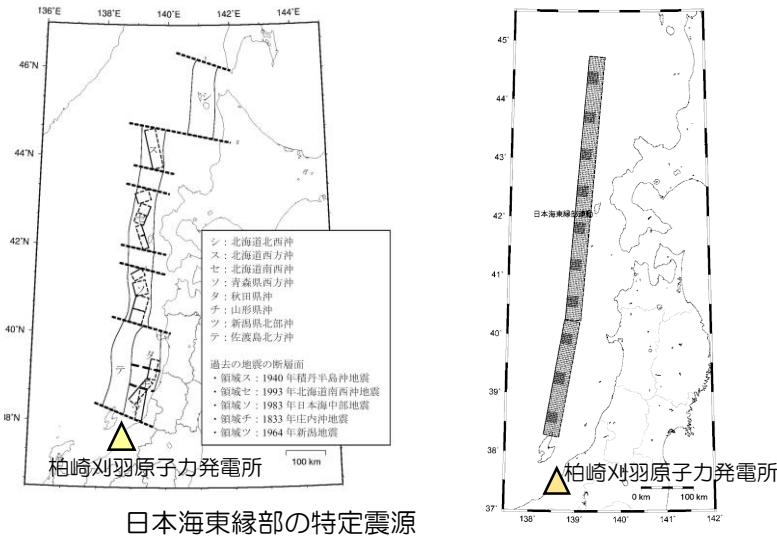 136°E
138°E
140°E
142°E
144°E
46°N
44°N
42°N
40°N
38°N
シ
ス
セ
タ
テ
シ：北海道北西沖
ス：北海道西方沖
セ：北海道南西沖
ソ：青森県西方沖
タ：秋田県沖
チ：山形県沖
ツ：新潟県北部沖
テ：佐渡島北方沖
過去の地震の断層面
・領域ス：1940年積丹半島沖地震
・領域セ：1993年北海道南西沖地震
・領域ソ：1983年日本海中部地震
・領域チ：1833年庄内沖地震
・領域ツ：1964年新潟地震
100 km
柏崎刈羽原子力発電所
日本海東縁部の特定震源
45°
44°
43°
42°
41°
40°
39°
38°
37°
日本海東縁部連動
柏崎刈羽原子力発電所
0 km 100 km
138°
139°
140°
141°
142°